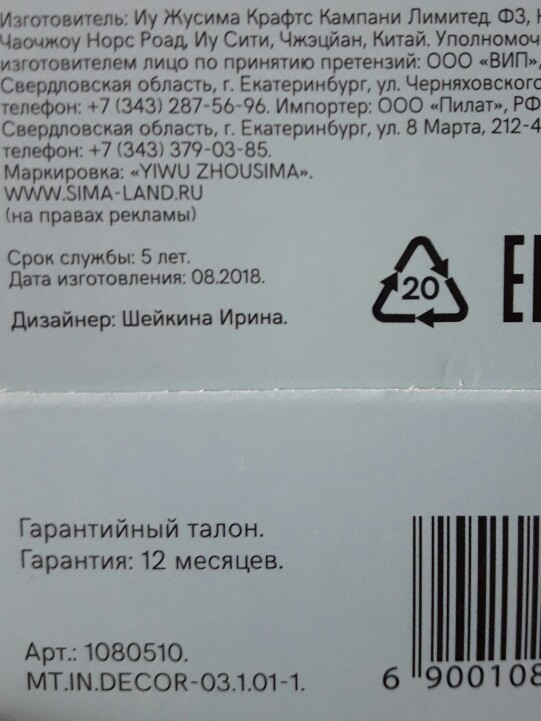 Изготовитель: Иу Жусима Крафтс Кампани Лимитед. Ф3,
Чаочжоу Норс Роад, Иу Сити, Чжэцйан, Китай. Уполномоч
изготовителем лицо по принятию претензий: ООО «ВИП»,
Свердловская область, г. Екатеринбург, ул. Черняховского
телефон: +7 (343) 287-56-96. Импортер: ООО «Пилат», РФ
Свердловская область, г. Екатеринбург, ул. 8 Марта, 212-4
телефон: +7 (343) 379-03-85.
Маркировка: «YIWU ZHOUSIMA».
WWW.SIMA-LAND.RU
(на правах рекламы)
Срок службы: 5 лет.
Дата изготовления: 08.2018.
20
Дизайнер: Шейкина Ирина.
Гарантийный талон.
Гарантия: 12 месяцев.
Арт.: 1080510.
MT.IN.DECOR-03.1.01-1.
6 900108